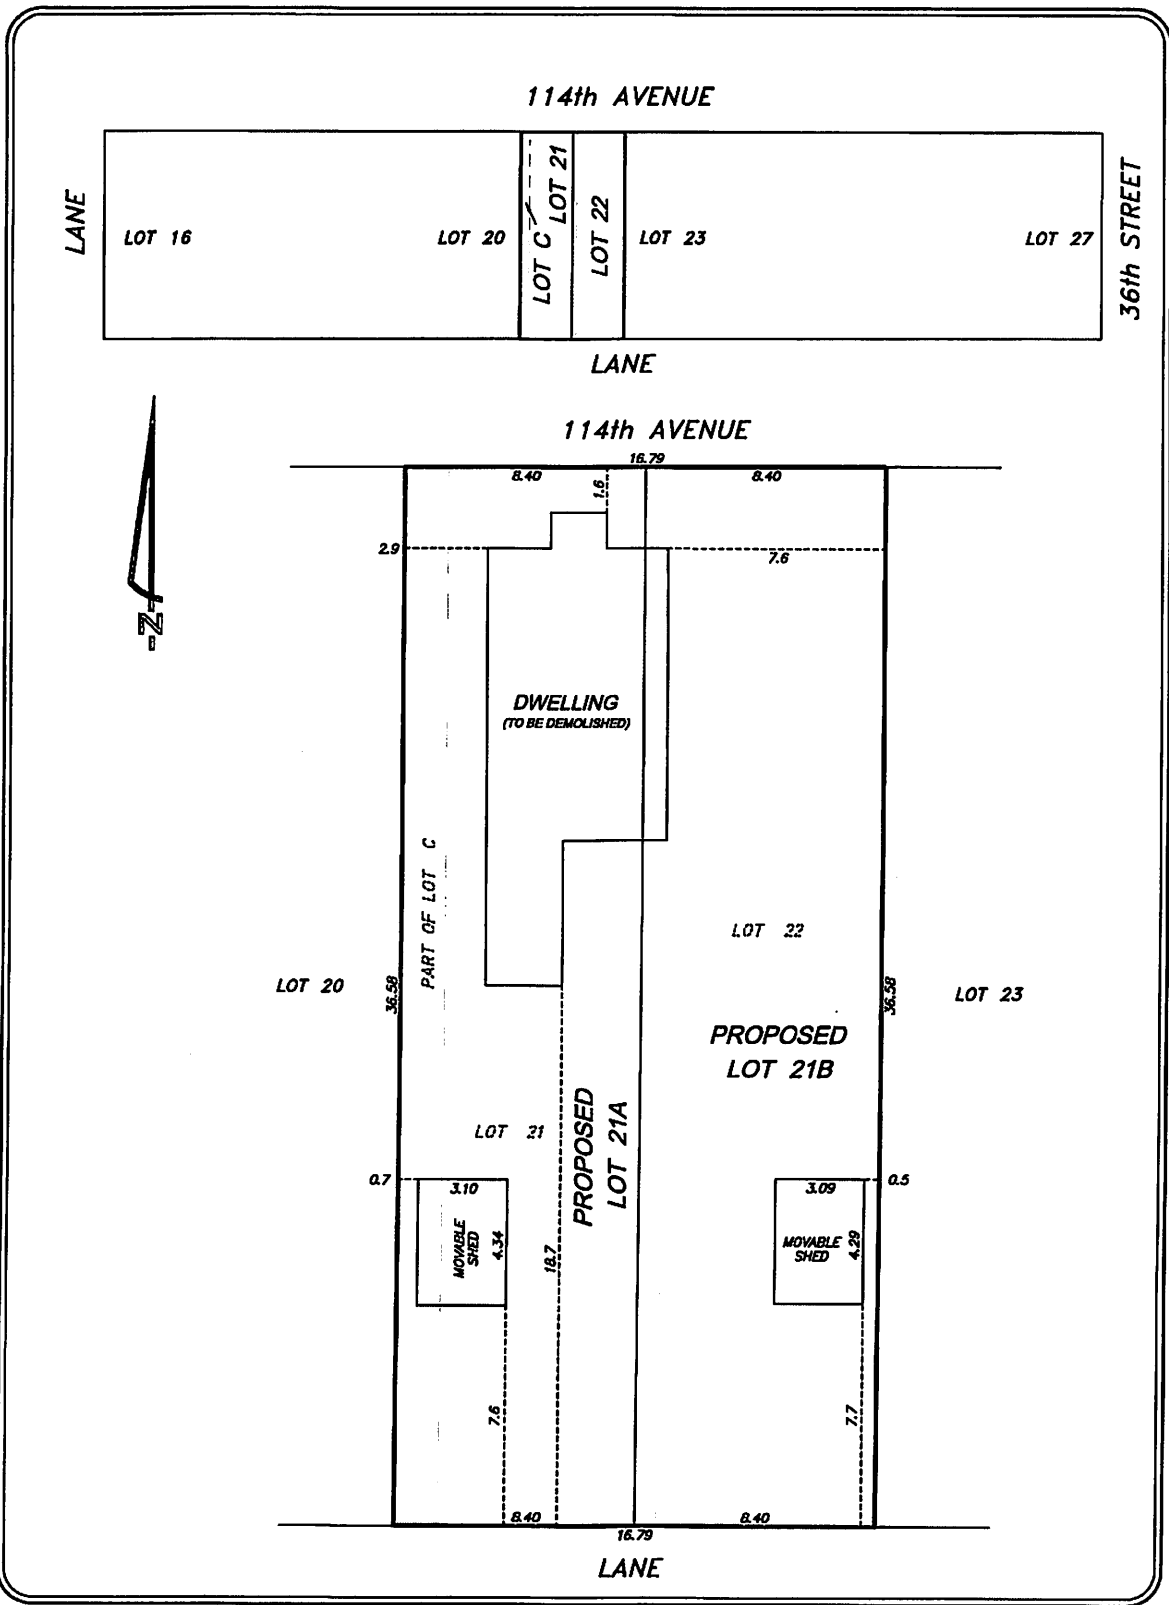 114th AVENUE
LANE
LOT 16
LOT 20
LOT C
LOT 21
LOT 22
LOT 23
LOT 27
36th STREET
LANE
114th AVENUE
16.79
8.40
8.40
1.6
2.9
7.6
N
DWELLING
(TO BE DEMOLISHED)
PART OF LOT C
LOT 22
LOT 20
36.58
36.58
LOT 23
PROPOSED
LOT 21B
PROPOSED
LOT 21A
LOT 21
0.7
3.10
MOVABLE
SHED
4.34
18.7
3.09
0.5
MOVABLE
SHED
4.29
7.6
7.7
8.40
8.40
16.79
LANE